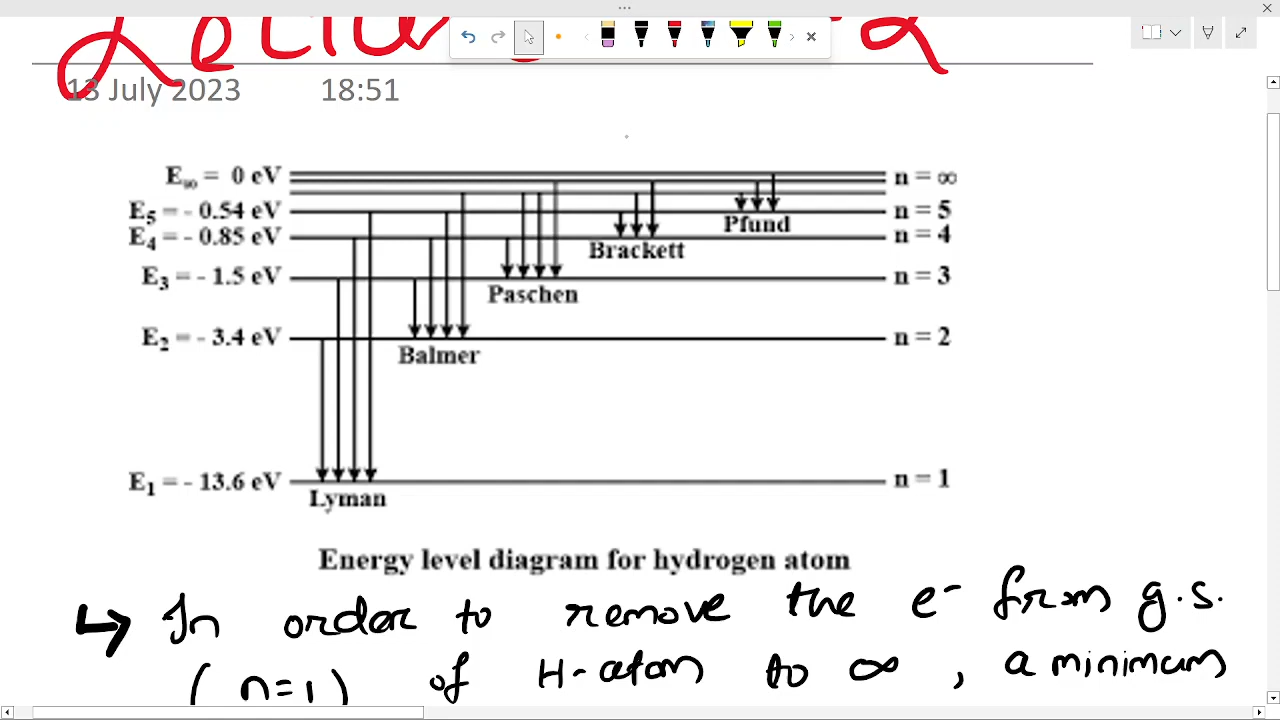 13 July 2023 18:51
E∞ = 0 eV n = ∞
E5 = - 0.54 eV n = 5
Pfund
E4 = - 0.85 eV n = 4
Brackett
E3 = - 1.5 eV n = 3
Paschen
E2 = - 3.4 eV n = 2
Balmer
E1 = - 13.6 eV n = 1
Lyman
Energy level diagram for hydrogen atom
↳ In order to remove the e⁻ from g.s.
(n=1) of H-atom to ∞, a minimum